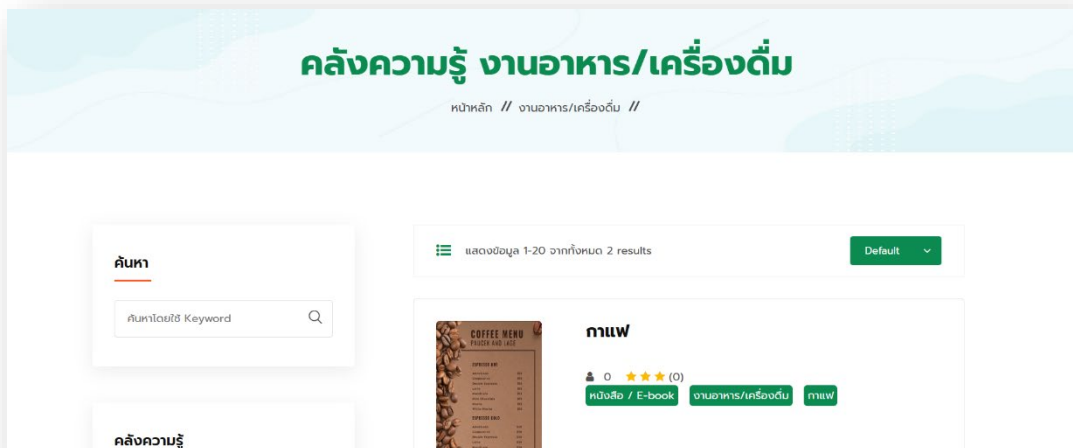 คลังความรู้ งานอาหาร/เครื่องดื่ม
หน้าหลัก // งานอาหาร/เครื่องดื่ม //
ค้นหา
ค้นหาโดยใช้ Keyword
คลังความรู้
แสดงข้อมูล 1-20 จากทั้งหมด 2 results
Default
COFFEE MENU
กาแฟ
0 (0)
หนังสือ / E-book งานอาหาร/เครื่องดื่ม กาแฟ